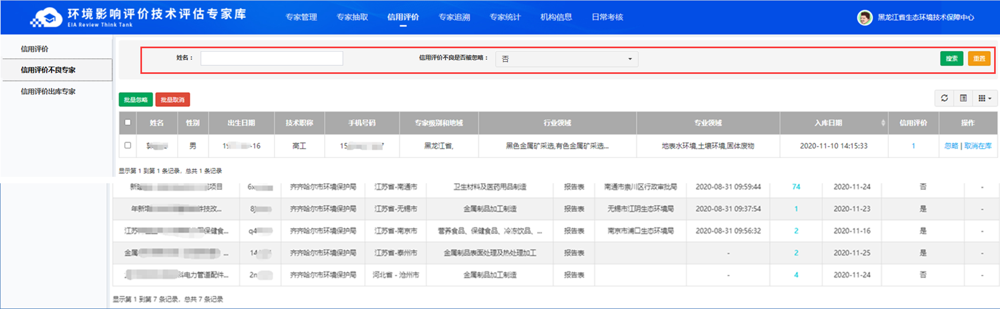 环境影响评价技术评估专家库
EIA Review Think Tank
专家管理 专家抽取 信用评价 专家追溯 专家统计 机构信息 日常考核
黑龙江省生态环境技术保障中心
信用评价
信用评价不良专家
信用评价出库专家
姓名： 信用评价不良是否被忽略： 否 搜索 重置
批量忽略 批量取消
姓名 性别 出生日期 技术职称 手机号码 专家级别和地域 行业领域 专业领域 入库日期 信用评价 操作
男 19 -16 高工 15 7 黑龙江省, 黑色金属矿采选,有色金属矿采选... 地表水环境,土壤环境,固体废物 2020-11-10 14:15:33 1 忽略 | 取消在库
显示第 1 到第 1 条记录，总共 1 条记录
新 项目 6x 齐齐哈尔市环境保护局 江苏省-南通市 卫生材料及医药用品制造 报告表 南通市崇川区行政审批局 2020-08-31 09:59:44 74 2020-11-24 否 -
年新增 件技改... 8j 齐齐哈尔市环境保护局 江苏省-无锡市 金属制品加工制造 报告表 无锡市江阴生态环境局 2020-08-31 09:37:54 1 2020-11-23 是 -
江苏 保健食... q4 齐齐哈尔市环境保护局 江苏省-南京市 营养食品、保健食品、冷冻饮品、... 报告表 南京市浦口生态环境局 2020-08-31 09:56:32 2 2020-11-16 是 -
金属 ... 14 齐齐哈尔市环境保护局 江苏省-泰州市 金属制品表面处理及热处理加工 报告表 - 2 2020-11-25 是 -
科电力管道配件... 2n 齐齐哈尔市环境保护局 河北省 - 沧州市 金属制品加工制造 报告表 - 4 2020-11-24 否 -
显示第 1 到第 7 条记录，总共 7 条记录